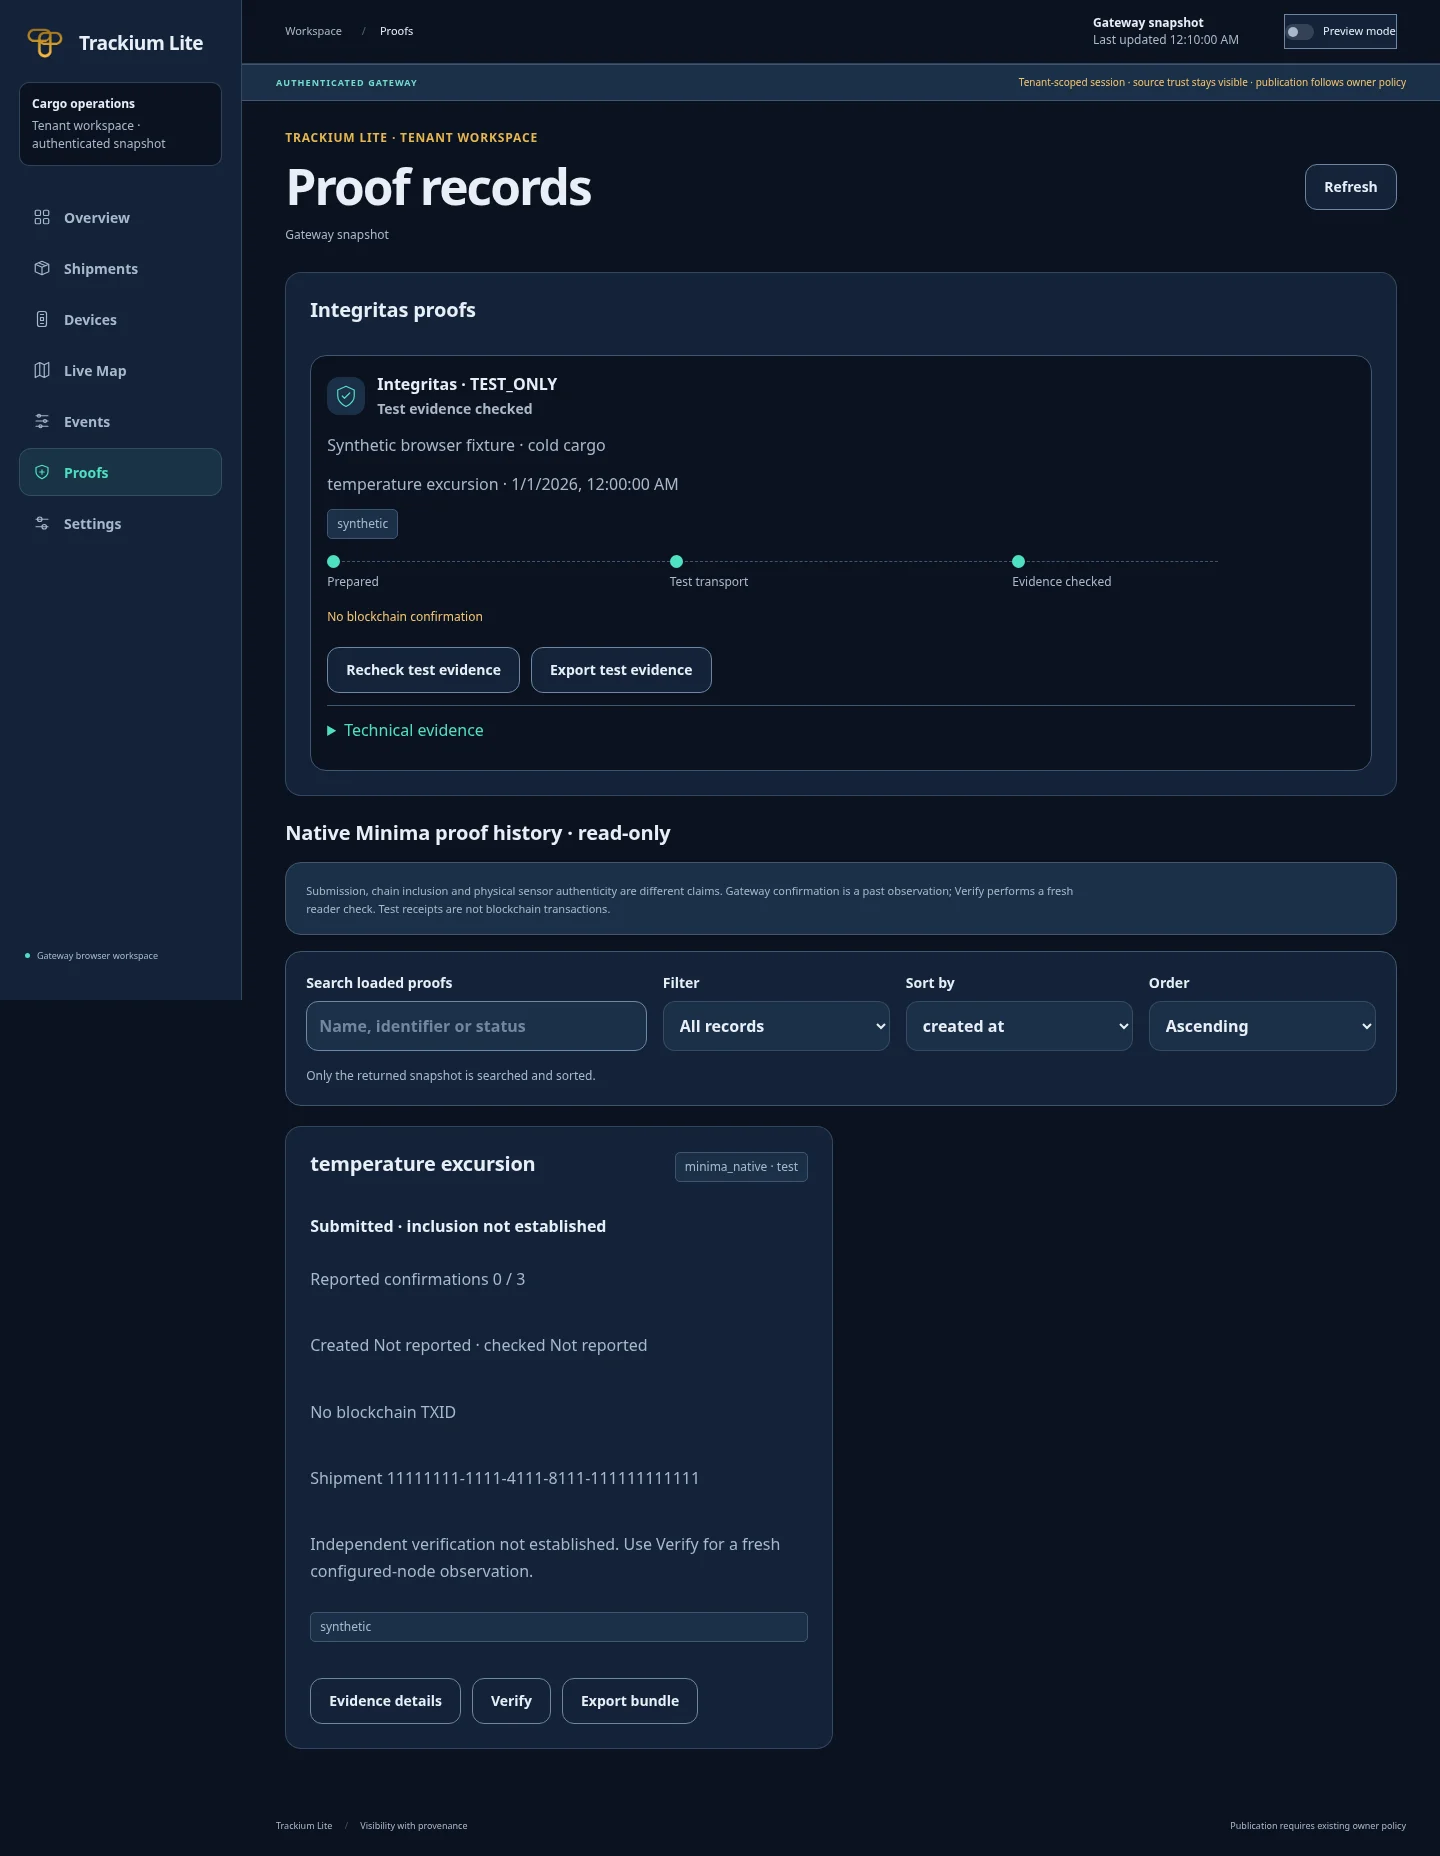 Trackium Lite
Cargo operations
Tenant workspace ·
authenticated snapshot
Overview
Shipments
Devices
Live Map
Events
Proofs
Settings
Gateway browser workspace
Workspace / Proofs
Gateway snapshot
Last updated 12:10:00 AM
Preview mode
AUTHENTICATED GATEWAY
Tenant-scoped session · source trust stays visible · publication follows owner policy
TRACKIUM LITE · TENANT WORKSPACE
Proof records
Refresh
Gateway snapshot
Integritas proofs
Integritas · TEST_ONLY
Test evidence checked
Synthetic browser fixture · cold cargo
temperature excursion · 1/1/2026, 12:00:00 AM
synthetic
Prepared
Test transport
Evidence checked
No blockchain confirmation
Recheck test evidence
Export test evidence
Technical evidence
Native Minima proof history · read-only
Submission, chain inclusion and physical sensor authenticity are different claims. Gateway confirmation is a past observation; Verify performs a fresh
reader check. Test receipts are not blockchain transactions.
Search loaded proofs
Filter
Sort by
Order
Name, identifier or status
All records
created at
Ascending
Only the returned snapshot is searched and sorted.
temperature excursion
minima_native · test
Submitted · inclusion not established
Reported confirmations 0 / 3
Created Not reported · checked Not reported
No blockchain TXID
Shipment 11111111-1111-4111-8111-111111111111
Independent verification not established. Use Verify for a fresh
configured-node observation.
synthetic
Evidence details
Verify
Export bundle
Trackium Lite / Visibility with provenance
Publication requires existing owner policy